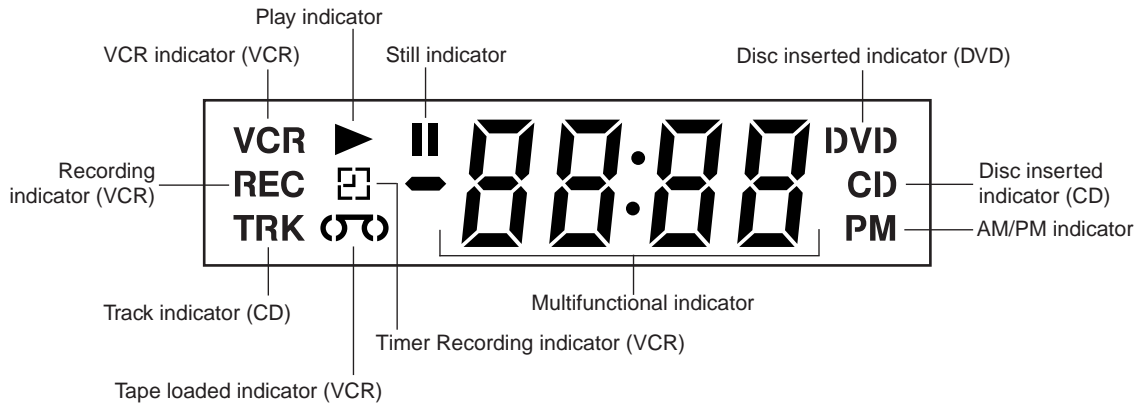 Play indicator
VCR indicator (VCR)
Still indicator
Disc inserted indicator (DVD)
VCR
88:88
DVD
Recording
indicator (VCR)
REC
CD
Disc inserted
indicator (CD)
TRK
PM
AM/PM indicator
Multifunctional indicator
Track indicator (CD)
Timer Recording indicator (VCR)
Tape loaded indicator (VCR)